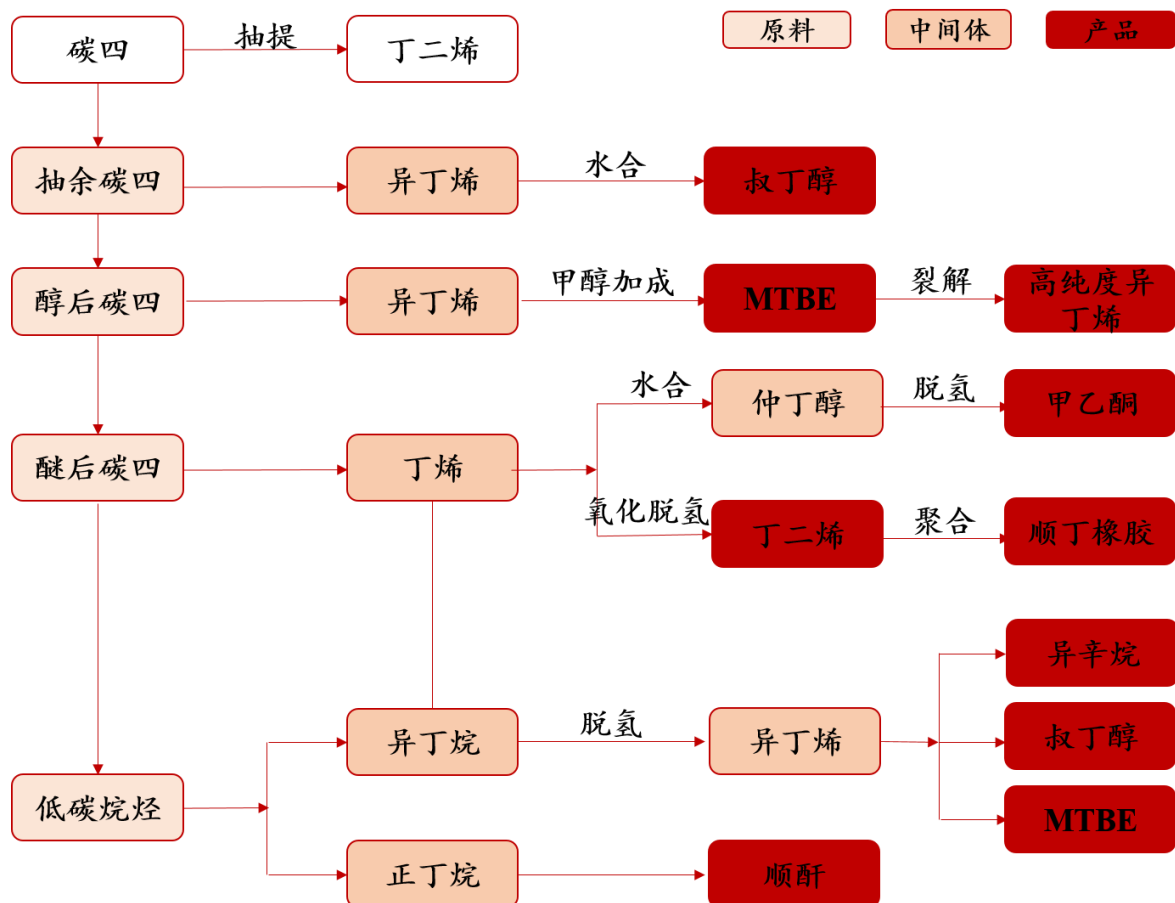 碳四
抽提
丁二烯
原料
中间体
产品
抽余碳四
异丁烯
水合
叔丁醇
醇后碳四
异丁烯
甲醇加成
MTBE
裂解
高纯度异
丁烯
醚后碳四
丁烯
水合
仲丁醇
脱氢
甲乙酮
氧化脱氢
丁二烯
聚合
顺丁橡胶
低碳烷烃
异丁烷
脱氢
异丁烯
异辛烷
叔丁醇
MTBE
正丁烷
顺酐